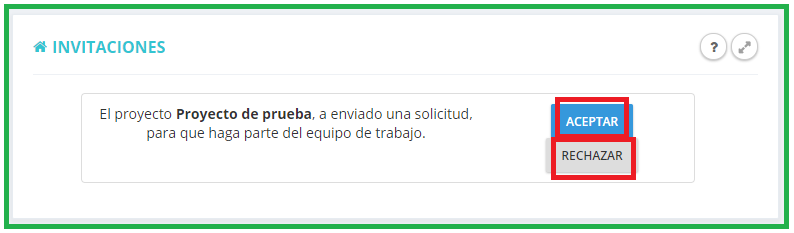 INVITACIONES
?
El proyecto Proyecto de prueba, a enviado una solicitud,
para que haga parte del equipo de trabajo.
ACEPTAR
RECHAZAR